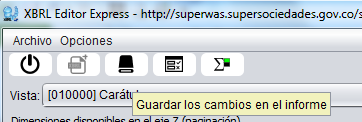 XBRL Editor Express - http://superwas.supersociedades.gov.co/s
Archivo Opciones
Vista: [010000] Carátu
Guardar los cambios en el informe
Dimensiones disponibles en el eje Z (paginación)